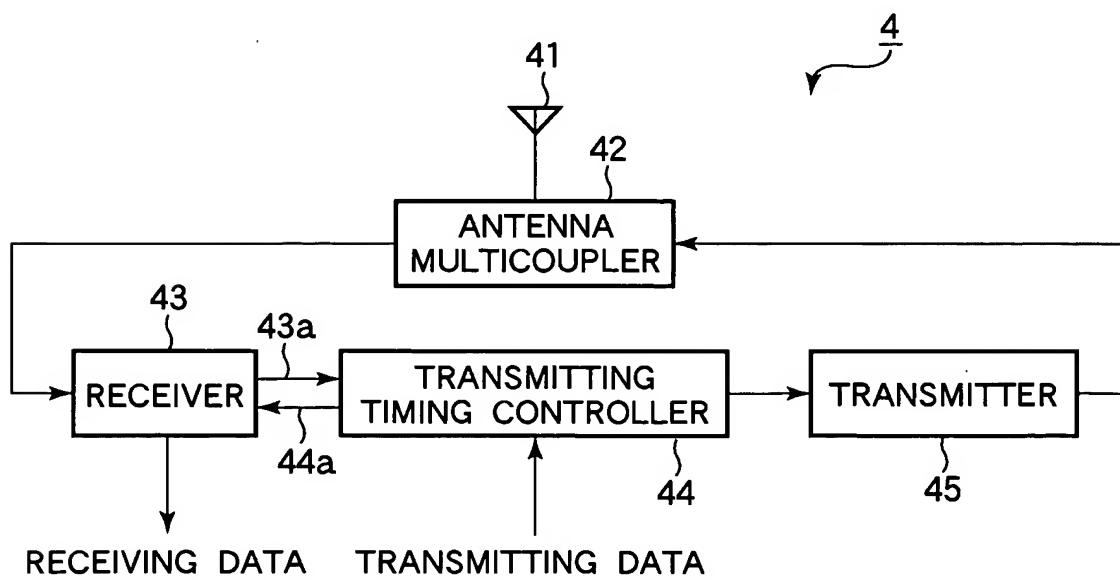 4
41
42
ANTENNA
MULTICOUPLER
43
43a
RECEIVER
TRANSMITTING
TIMING CONTROLLER
TRANSMITTER
44a
44
45
RECEIVING DATA
TRANSMITTING DATA